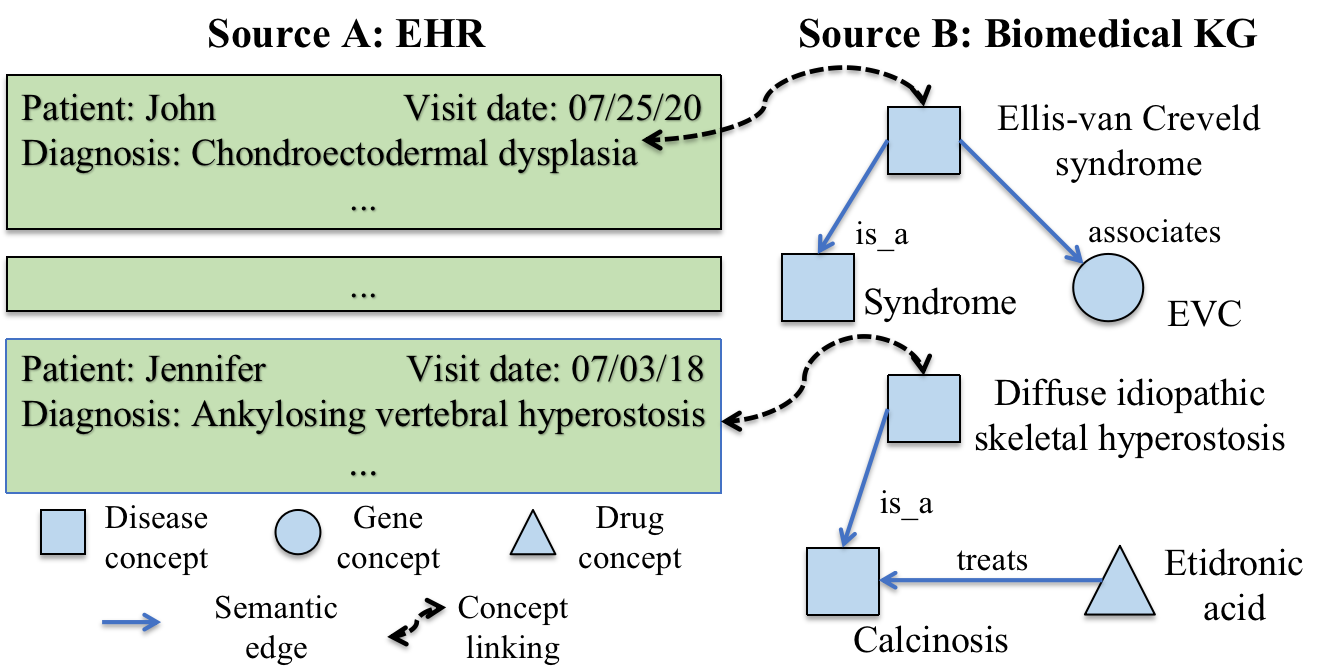 Source A: EHR
Source B: Biomedical KG
Patient: John Visit date: 07/25/20
Diagnosis: Chondroectodermal dysplasia
...
...
Patient: Jennifer Visit date: 07/03/18
Diagnosis: Ankylosing vertebral hyperostosis
...
Ellis-van Creveld
syndrome
is_a
associates
Syndrome
EVC
Diffuse idiopathic
skeletal hyperostosis
is_a
treats
Etidronic
acid
Calcinosis
Disease
concept
Gene
concept
Drug
concept
Semantic
edge
Concept
linking